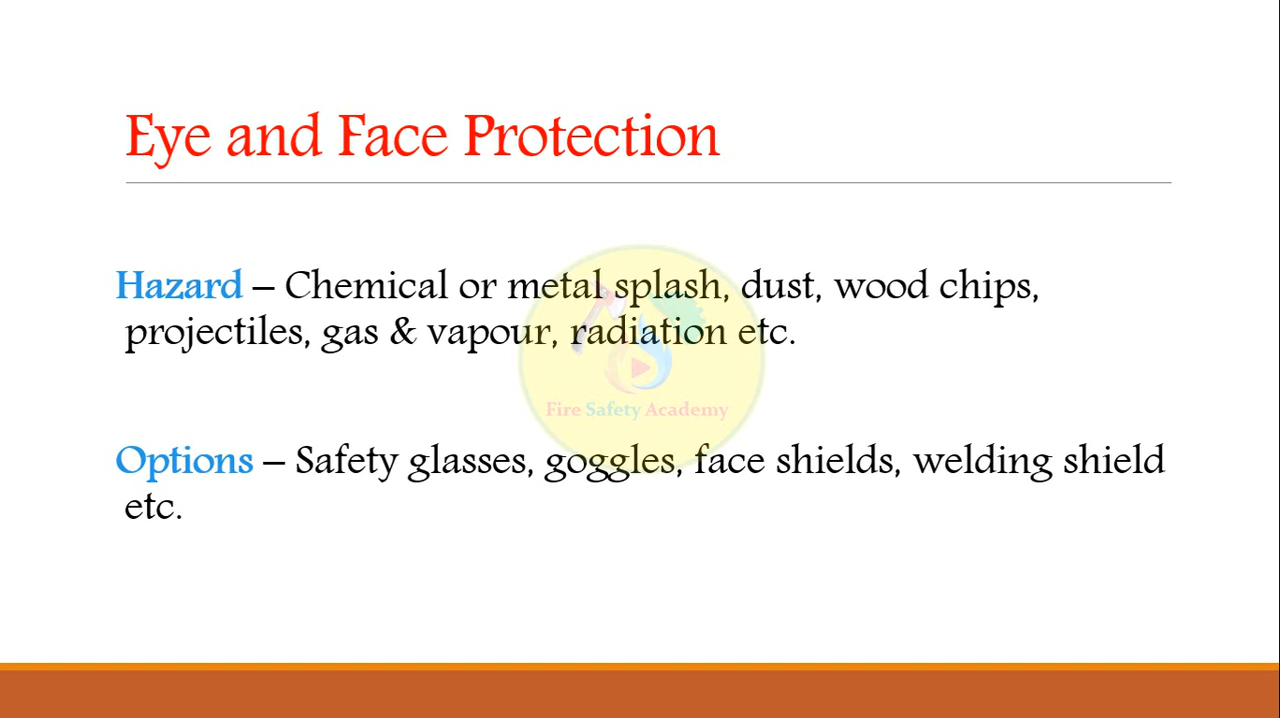 Eye and Face Protection
Hazard – Chemical or metal splash, dust, wood chips,
projectiles, gas & vapour, radiation etc.
Fire Safety Academy
Options – Safety glasses, goggles, face shields, welding shield
etc.